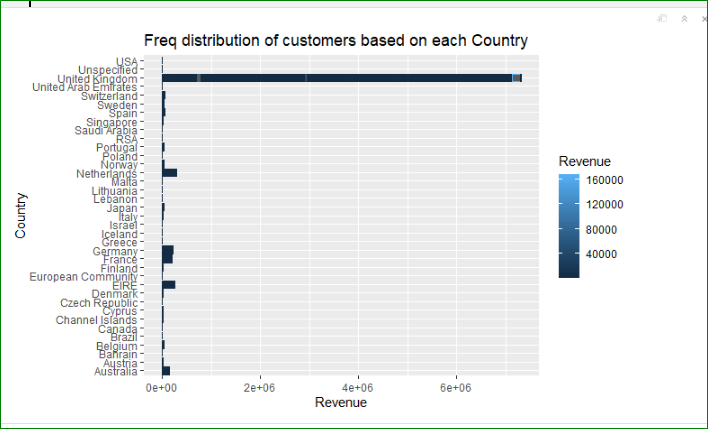 Freq distribution of customers based on each Country
USA
Unspecified
United Kingdom
United Arab Emirates
Switzerland
Sweden
Spain
Singapore
Saudi Arabia
RSA
Portugal
Poland
Norway
Netherlands
Malta
Lithuania
Lebanon
Japan
Italy
Israel
Iceland
Greece
Germany
France
Finland
European Community
EIRE
Denmark
Czech Republic
Cyprus
Channel Islands
Canada
Brazil
Belgium
Bahrain
Austria
Australia
Country
0e+00 2e+06 4e+06 6e+06
Revenue
Revenue
160000
120000
80000
40000